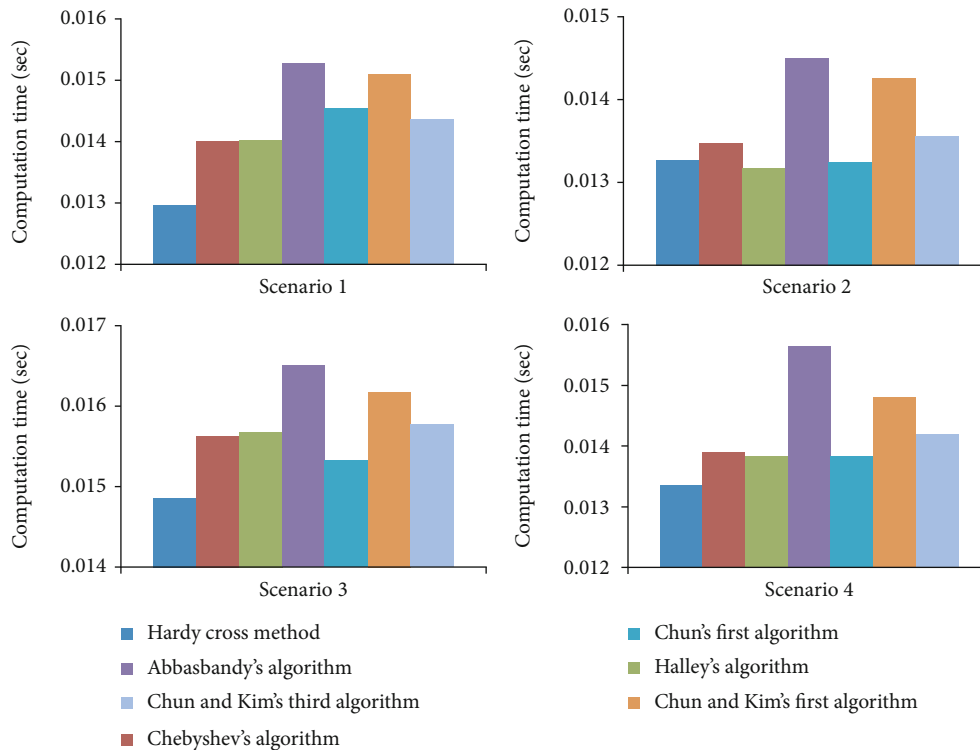 Computation time (sec)
0.016
0.015
0.014
0.013
0.012
Scenario 1
Computation time (sec)
0.015
0.014
0.013
0.012
Scenario 2
Computation time (sec)
0.017
0.016
0.015
0.014
Scenario 3
Computation time (sec)
0.016
0.015
0.014
0.013
0.012
Scenario 4
Hardy cross method
Abbasbandy's algorithm
Chun and Kim's third algorithm
Chebyshev's algorithm
Chun's first algorithm
Halley's algorithm
Chun and Kim's first algorithm